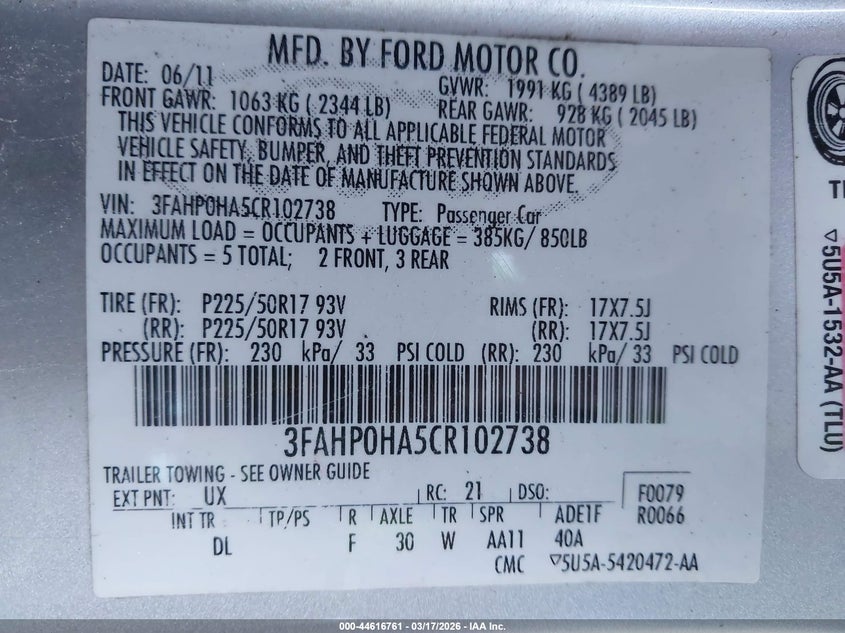 MFD. BY FORD MOTOR CO.
DATE: 06/11 GVWR: 1991 KG ( 4389 LB)
FRONT GAWR: 1063 KG ( 2344 LB) REAR GAWR: 928 KG ( 2045 LB)
THIS VEHICLE CONFORMS TO ALL APPLICABLE FEDERAL MOTOR
VEHICLE SAFETY, BUMPER, AND THEFT PREVENTION STANDARDS
IN EFFECT ON THE DATE OF MANUFACTURE SHOWN ABOVE.
VIN: 3FAHP0HA5CR102738 TYPE: Passenger Car
MAXIMUM LOAD = OCCUPANTS + LUGGAGE = 385KG/ 850LB
OCCUPANTS = 5 TOTAL; 2 FRONT, 3 REAR
TIRE (FR): P225/50R17 93V RIMS (FR): 17X7.5J
(RR): P225/50R17 93V (RR): 17X7.5J
PRESSURE (FR): 230 kPa/ 33 PSI COLD (RR): 230 kPa/ 33 PSI COLD
3FAHP0HA5CR102738
TRAILER TOWING - SEE OWNER GUIDE
EXT PNT: UX RC: 21 DSO: F0079
INT TR TP/PS R AXLE TR SPR ADE1F R0066
DL F 30 W AA11 40A
CMC ▽5U5A-5420472-AA
▽5U5A-1532-AA (TLU)
000-44616761 - 03/17/2026 - IAA Inc.